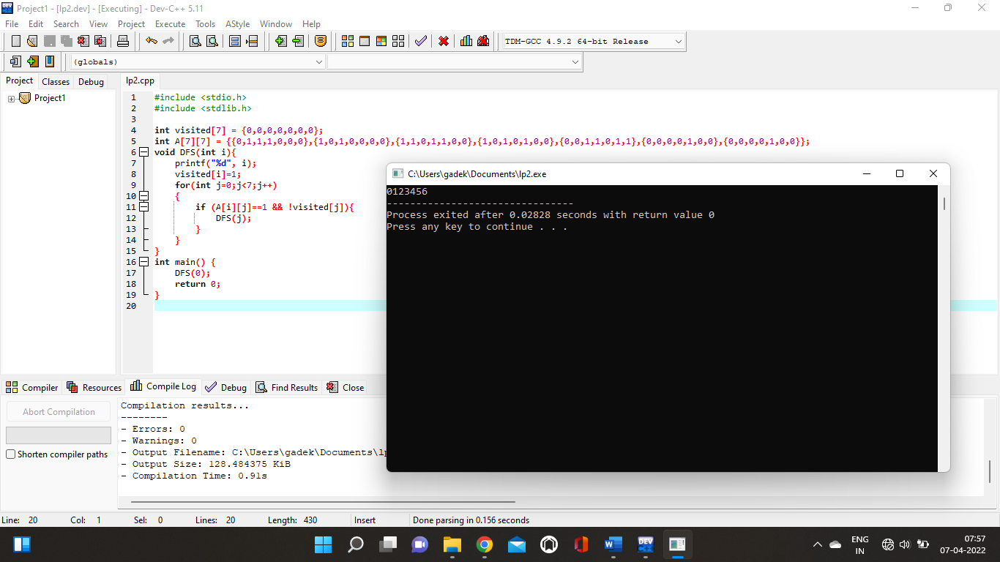 Project1 - [lp2.dev] - [Executing] - Dev-C++ 5.11
File Edit Search View Project Execute Tools AStyle Window Help
TDM-GCC 4.9.2 64-bit Release
(globals)
Project Classes Debug
lp2.cpp
Project1
1 #include <stdio.h>
2 #include <stdlib.h>
3
4 int visited[7] = {0,0,0,0,0,0,0};
5 int A[7][7] = {{0,1,1,1,0,0,0},{1,0,1,0,0,0,0},{1,1,0,1,1,0,0},{1,0,1,0,1,0,0},{0,0,1,1,0,1,1},{0,0,0,0,1,0,0},{0,0,0,0,1,0,0}};
6 void DFS(int i){
7 printf("%d", i);
8 visited[i]=1;
9 for(int j=0;j<7;j++)
10 {
11 if (A[i][j]==1 && !visited[j]){
12 DFS(j);
13 }
14 }
15 }
16 int main() {
17 DFS(0);
18 return 0;
19 }
20
C:\Users\gadek\Documents\lp2.exe
0123456
--------------------------------
Process exited after 0.02828 seconds with return value 0
Press any key to continue . . .
Compiler Resources Compile Log Debug Find Results Close
Abort Compilation
Shorten compiler paths
Compilation results...
--------
- Errors: 0
- Warnings: 0
- Output Filename: C:\Users\gadek\Documents\lp
- Output Size: 128.484375 KiB
- Compilation Time: 0.91s
Line: 20 Col: 1 Sel: 0 Lines: 20 Length: 430 Insert Done parsing in 0.156 seconds
DEV
ENG
IN
07:57
07-04-2022